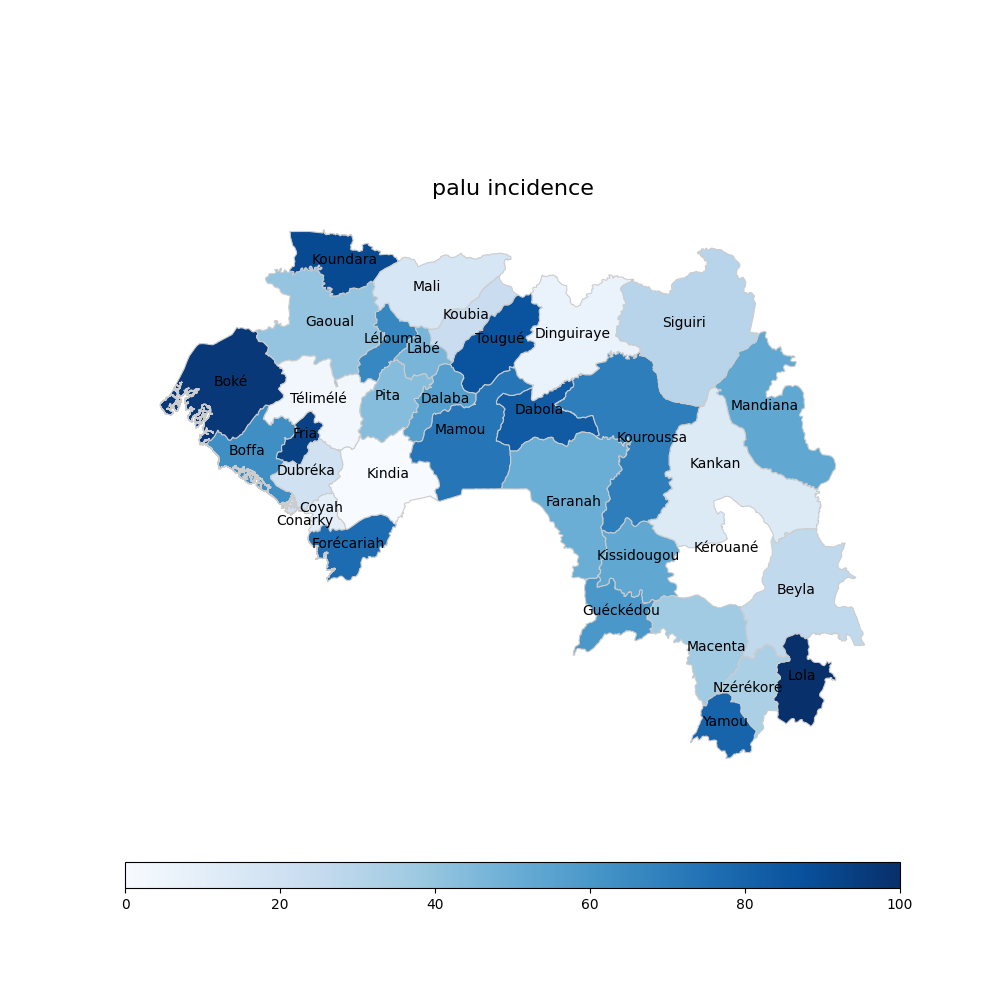 palu incidence
Koundara
Mali
Koubia
Gaoual
Siguiri
Dinguiraye
Lélouma
Tougué
Labé
Boké
Pita
Télimélé
Dalaba
Mandiana
Dabola
Mamou
Fria
Kouroussa
Boffa
Kankan
Dubréka
Kindia
Faranah
Coyah
Conarky
Forécariah
Kérouané
Kissidougou
Beyla
Guéckédou
Macenta
Lola
Nzérékoré
Yamou
0 20 40 60 80 100